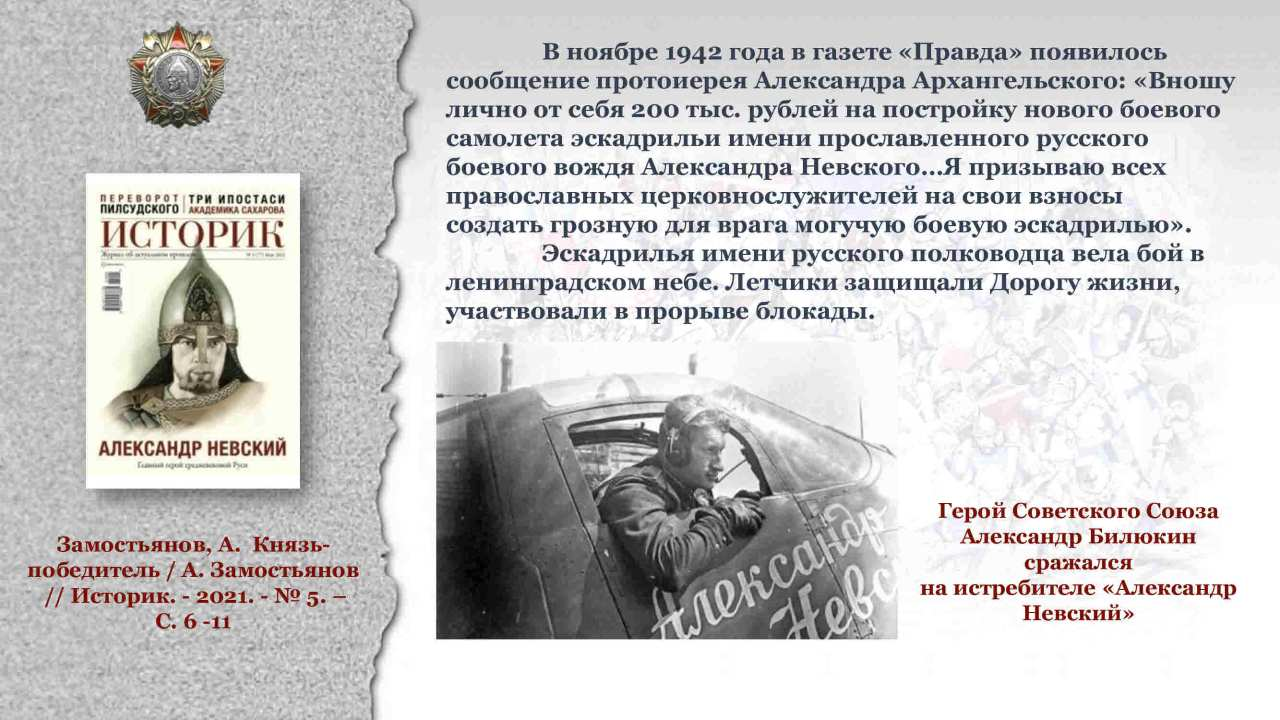 В ноябре 1942 года в газете «Правда» появилось
сообщение протоиерея Александра Архангельского: «Вношу
лично от себя 200 тыс. рублей на постройку нового боевого
самолета эскадрильи имени прославленного русского
боевого вождя Александра Невского...Я призываю всех
православных церковнослужителей на свои взносы
создать грозную для врага могучую боевую эскадрилью».
Эскадрилья имени русского полководца вела бой в
ленинградском небе. Летчики защищали Дорогу жизни,
участвовали в прорыве блокады.
ПЕРЕВОРОТ ПИЛСУДСКОГО
ТРИ ИПОСТАСИ АКАДЕМИКА САХАРОВА
ИСТОРИК
Журнал об актуальном прошлом
АЛЕКСАНДР НЕВСКИЙ
Главный герой средневековой Руси
Замостьянов, А. Князь-
победитель / А. Замостьянов
// Историк. - 2021. - № 5. –
С. 6 -11
Александр
Невс
Герой Советского Союза
Александр Билюкин
сражался
на истребителе «Александр
Невский»